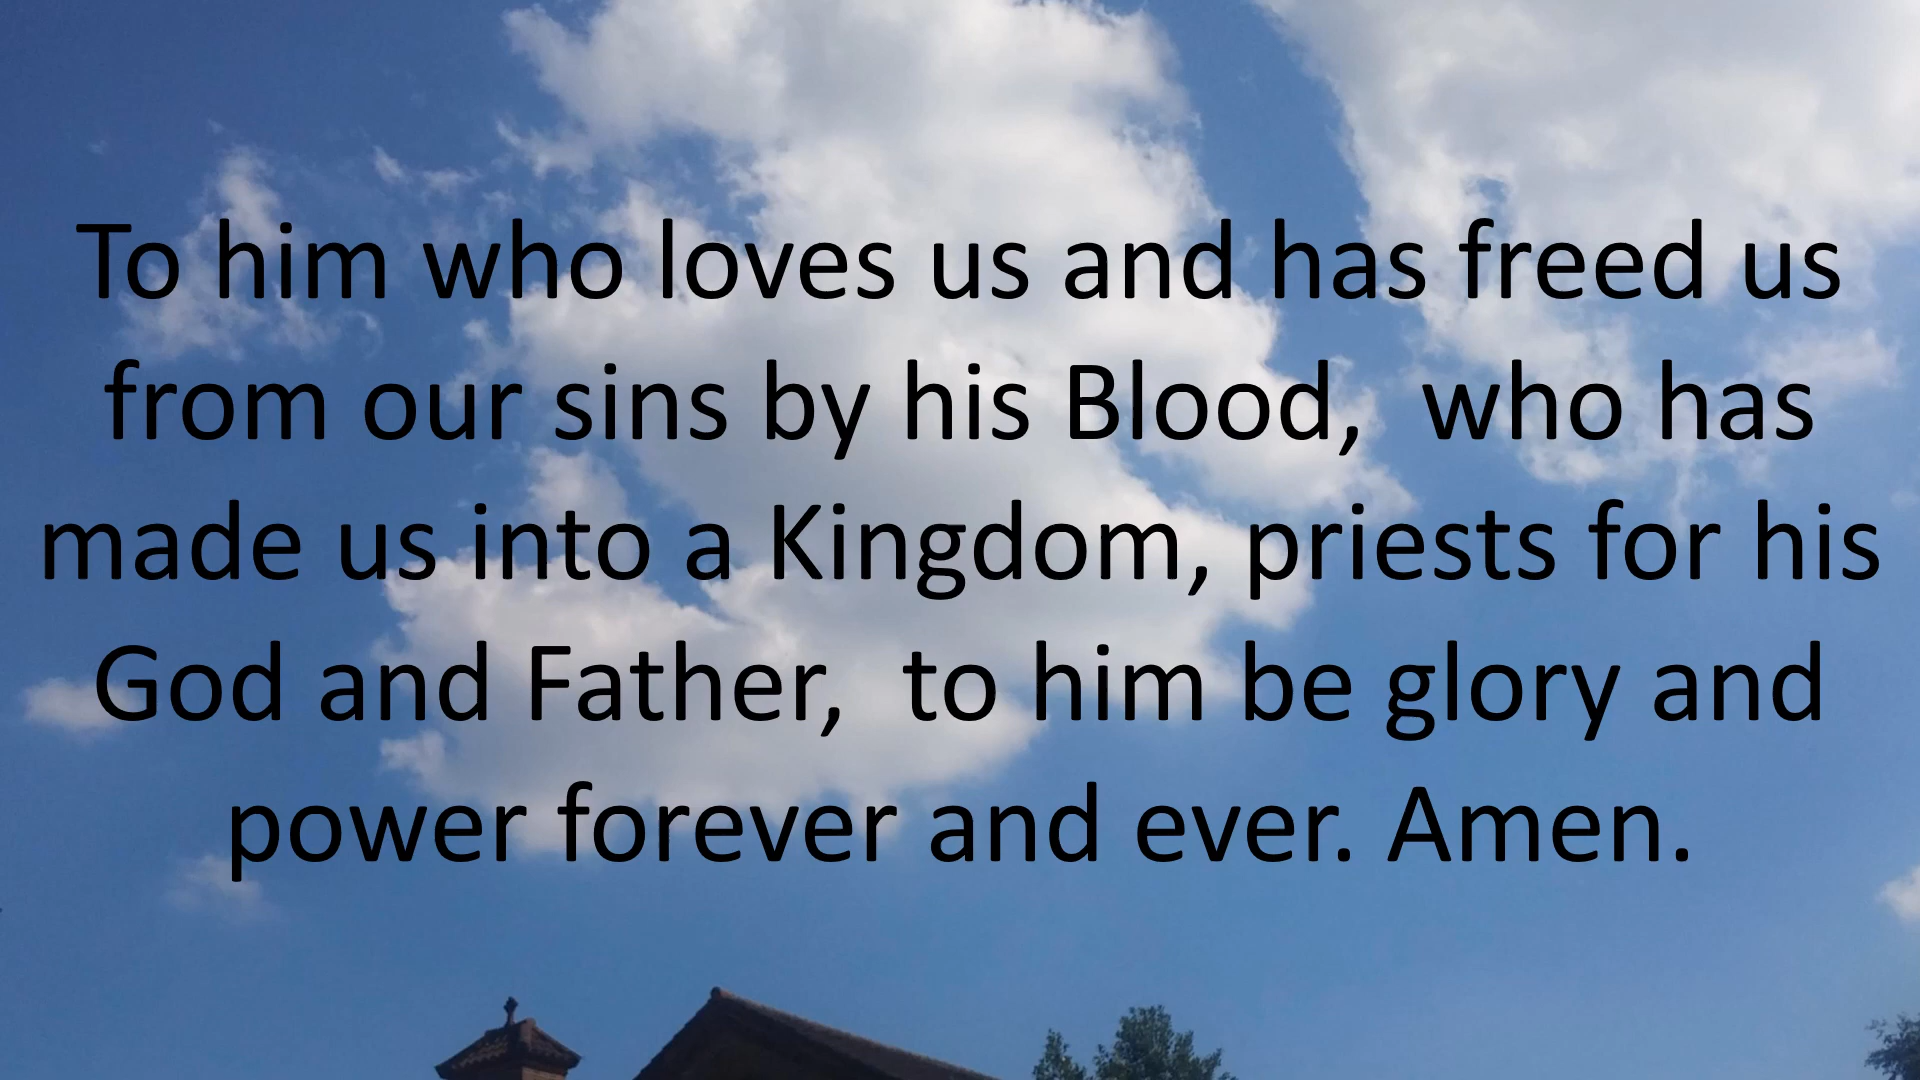 To him who loves us and has freed us
from our sins by his Blood,  who has
made us into a Kingdom, priests for his
God and Father,  to him be glory and
power forever and ever. Amen.